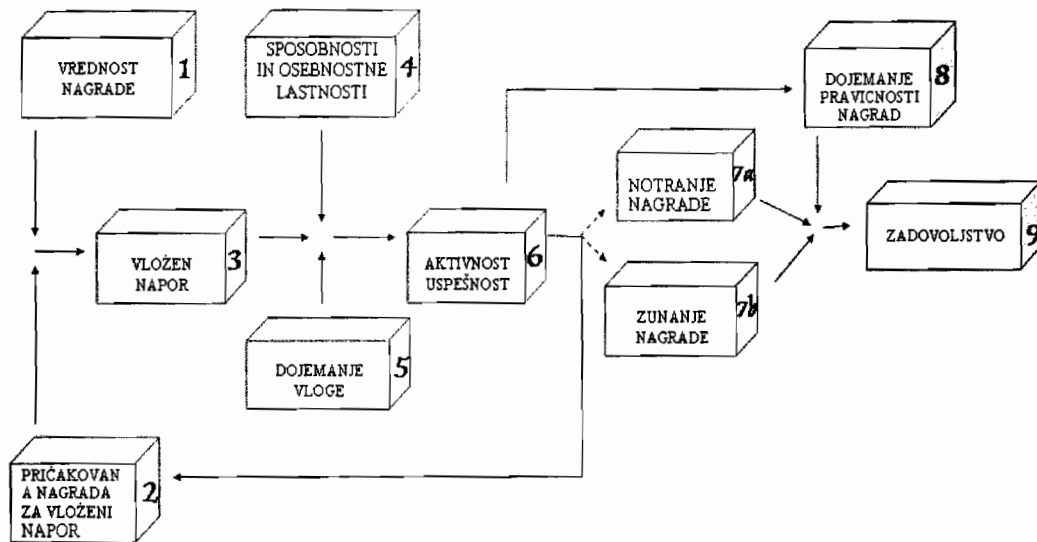 VREDNOST
NAGRADE
1
SPOSOBNOSTI
IN OSEBNOSTNE
LASTNOSTI
4
DOJEMANJE
PRAVICNOSTI
NAGRAD
8
NOTRANJE
NAGRADE
7a
ZADOVOLJSTVO
9
VLOŽEN
NAPOR
3
AKTIVNOST
USPEŠNOST
6
ZUNANJE
NAGRADE
7b
DOJEMANJE
VLOGE
5
PRIČAKOVAN
A NAGRADA
ZA VLOŽENI
NAPOR
2